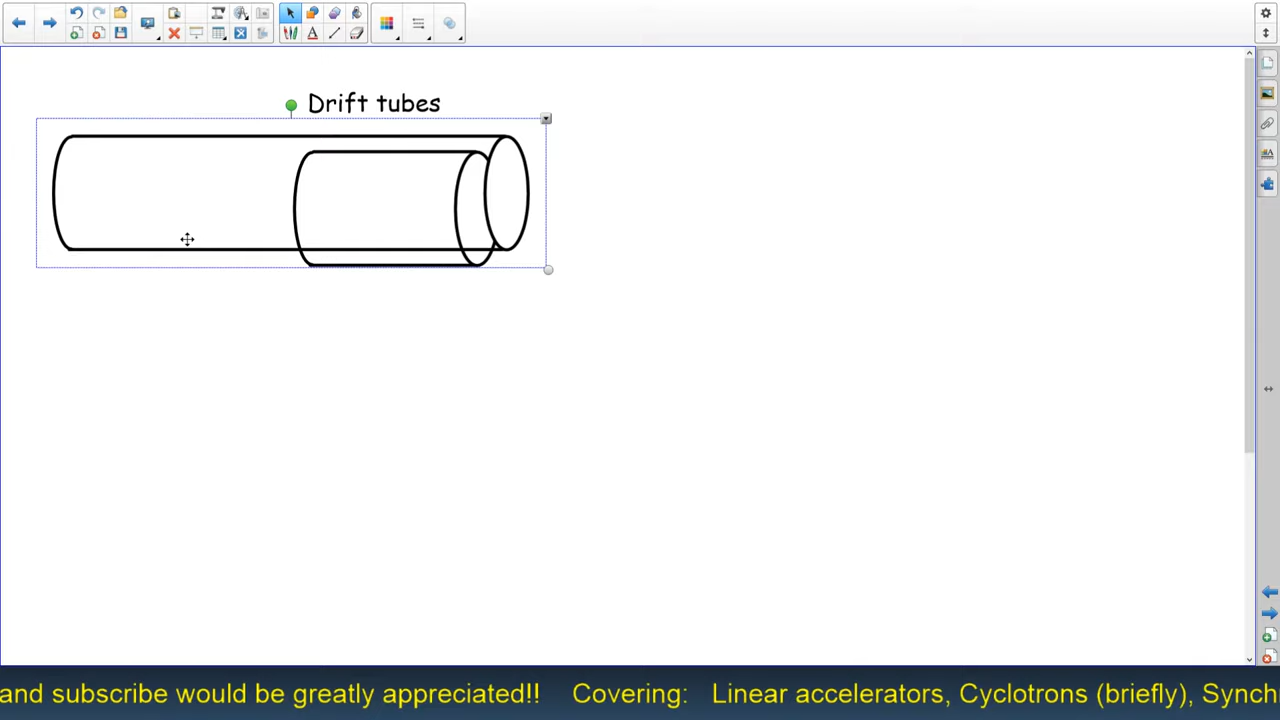 Drift tubes
and subscribe would be greatly appreciated!! Covering: Linear accelerators, Cyclotrons (briefly), Synch